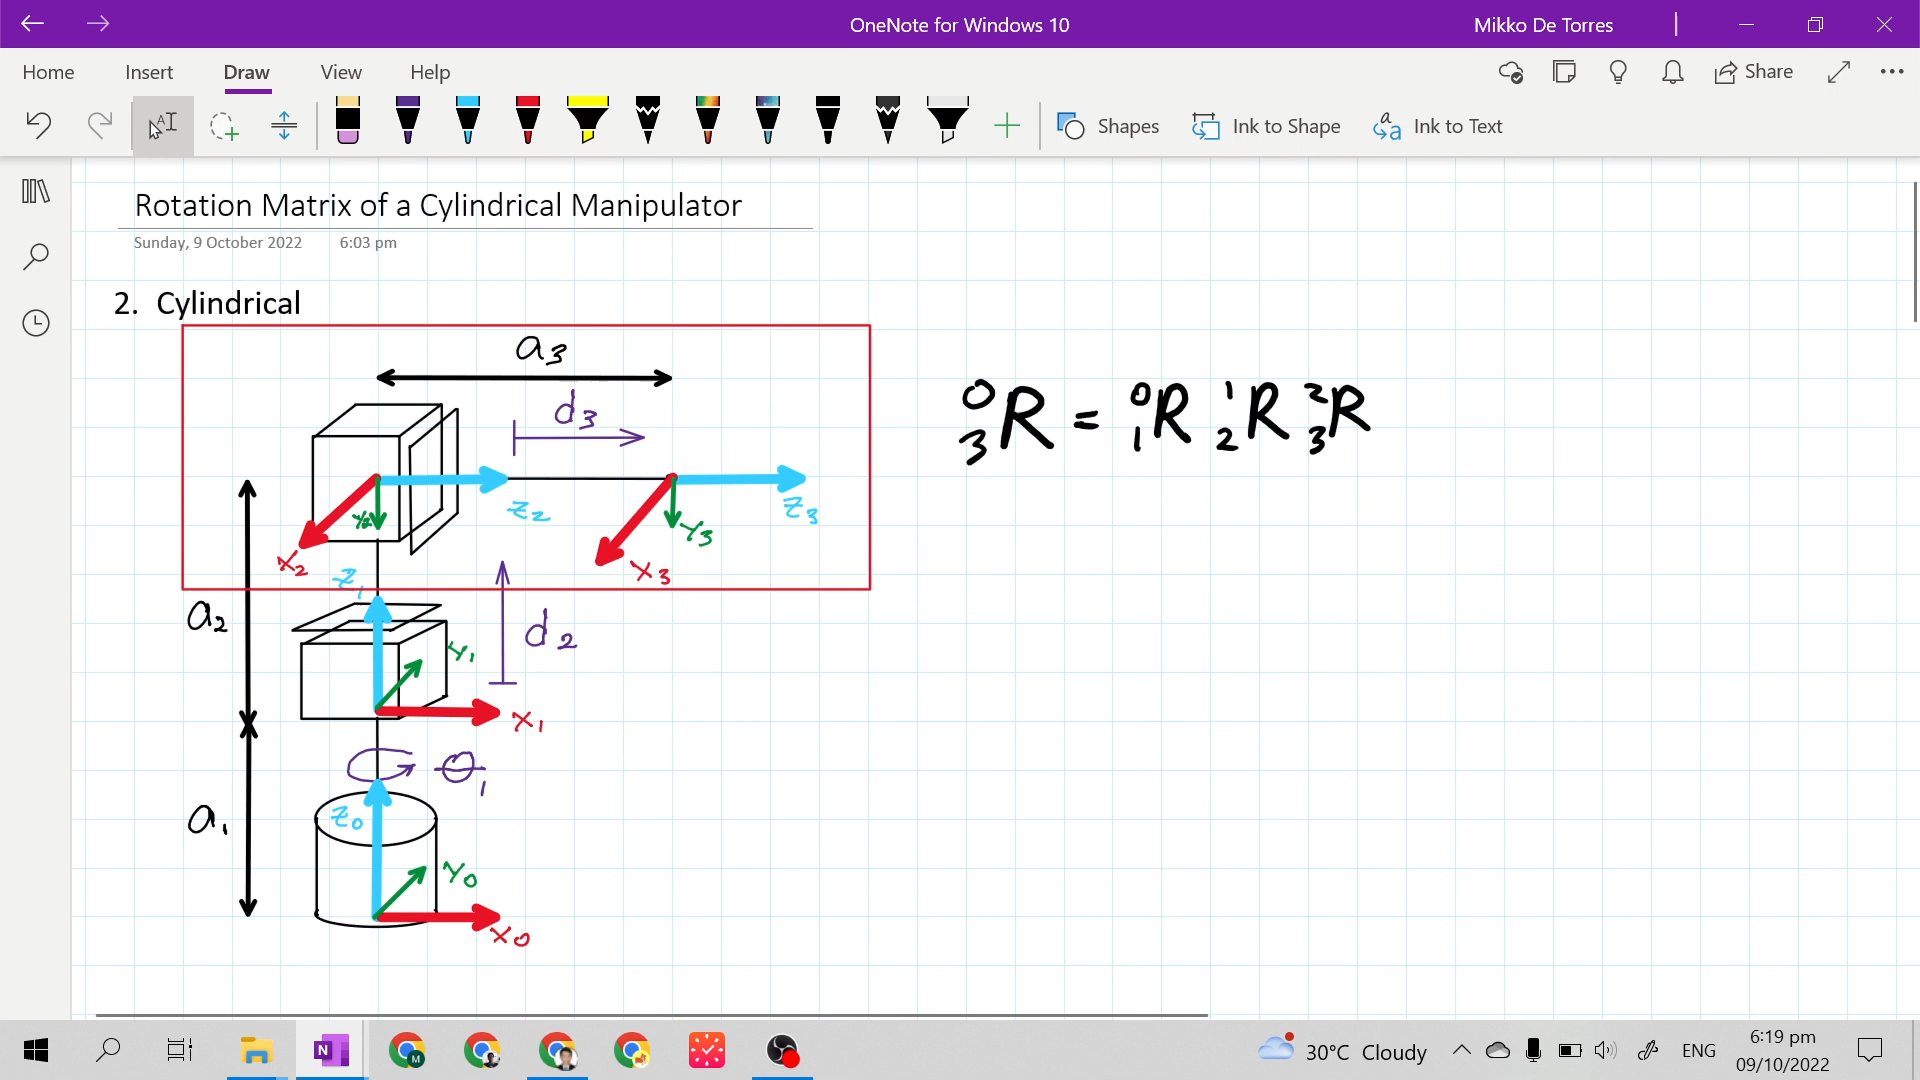 OneNote for Windows 10
Mikko De Torres
Home Insert Draw View Help
Share
Shapes Ink to Shape Ink to Text
Rotation Matrix of a Cylindrical Manipulator
Sunday, 9 October 2022 6:03 pm
2. Cylindrical
a₃
d₃
⁰₃R = ⁰₁R ¹₂R ²₃R
z₂
z₃
y₂
y₃
x₂
x₃
z₁
a₂
d₂
y₁
x₁
θ₁
a₁
z₀
y₀
x₀
30°C Cloudy
ENG
6:19 pm
09/10/2022